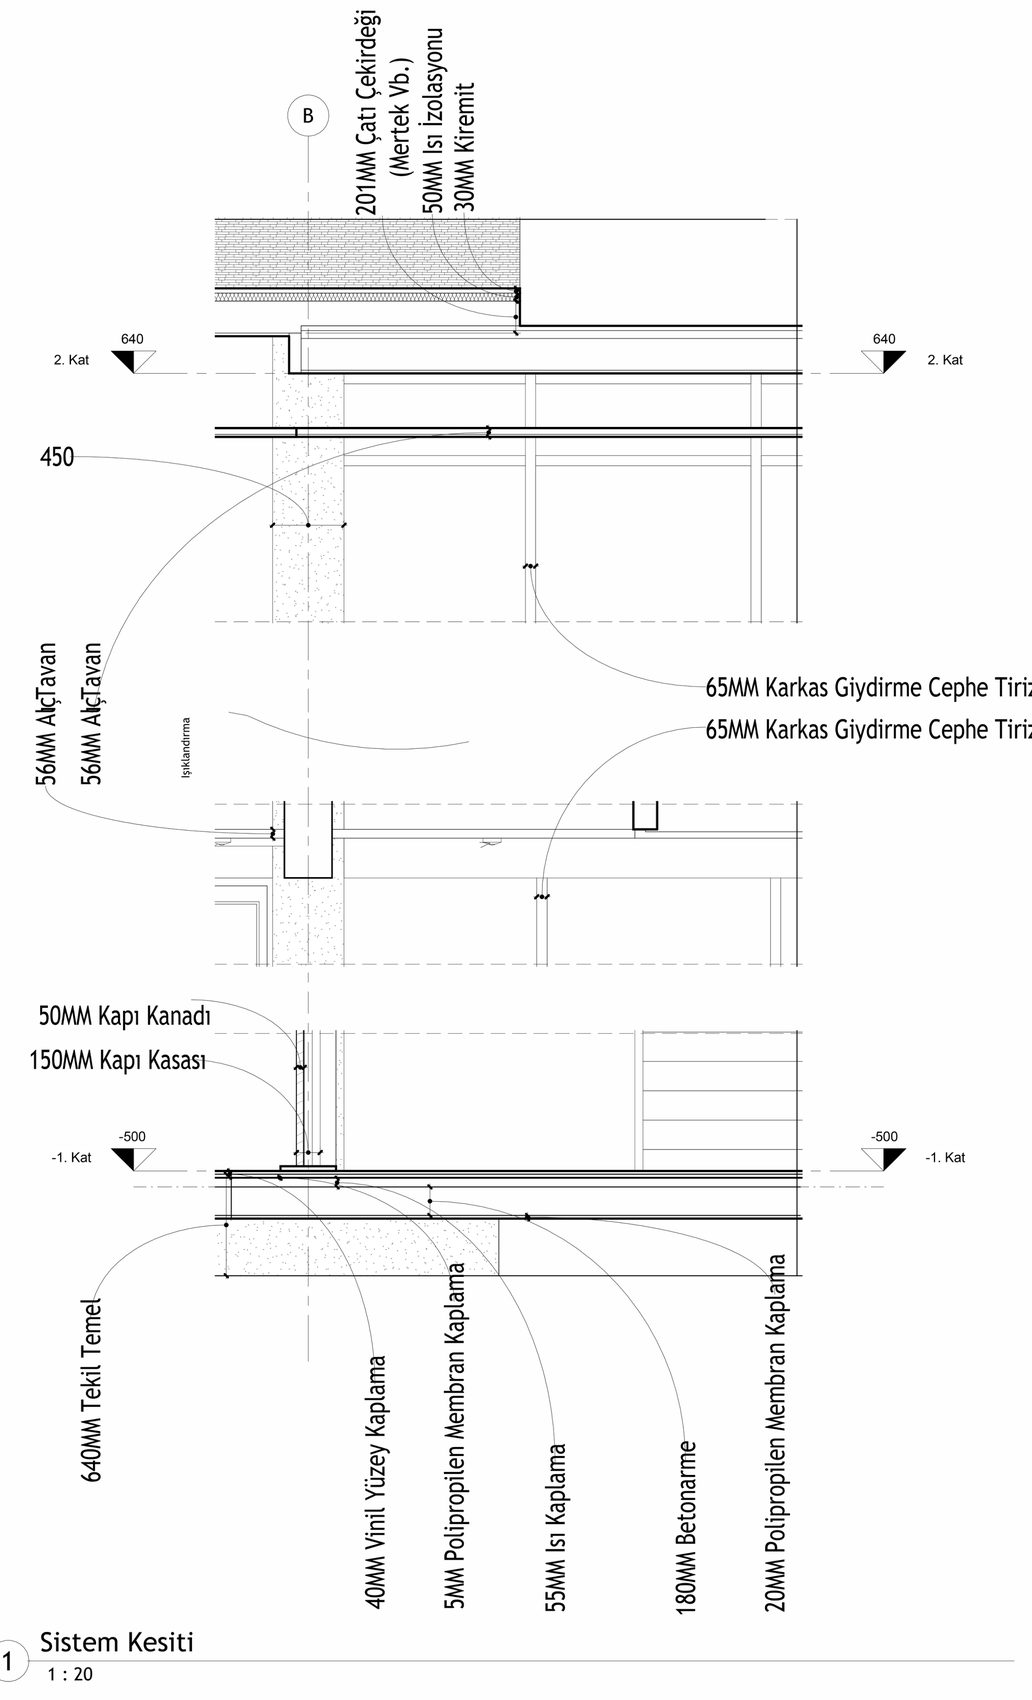 B
201MM Çatı Çekirdeği
(Mertek Vb.)
50MM Isı İzolasyonu
30MM Kiremit
640
2. Kat
640
2. Kat
450
56MM AlçTavan
56MM AlçTavan
Işıklandırma
65MM Karkas Giydirme Cephe Tiriz
65MM Karkas Giydirme Cephe Tiriz
50MM Kapı Kanadı
150MM Kapı Kasası
-500
-1. Kat
-500
-1. Kat
640MM Tekil Temel
40MM Vinil Yüzey Kaplama
5MM Polipropilen Membran Kaplama
55MM Isı Kaplama
180MM Betonarme
20MM Polipropilen Membran Kaplama
1
Sistem Kesiti
1 : 20